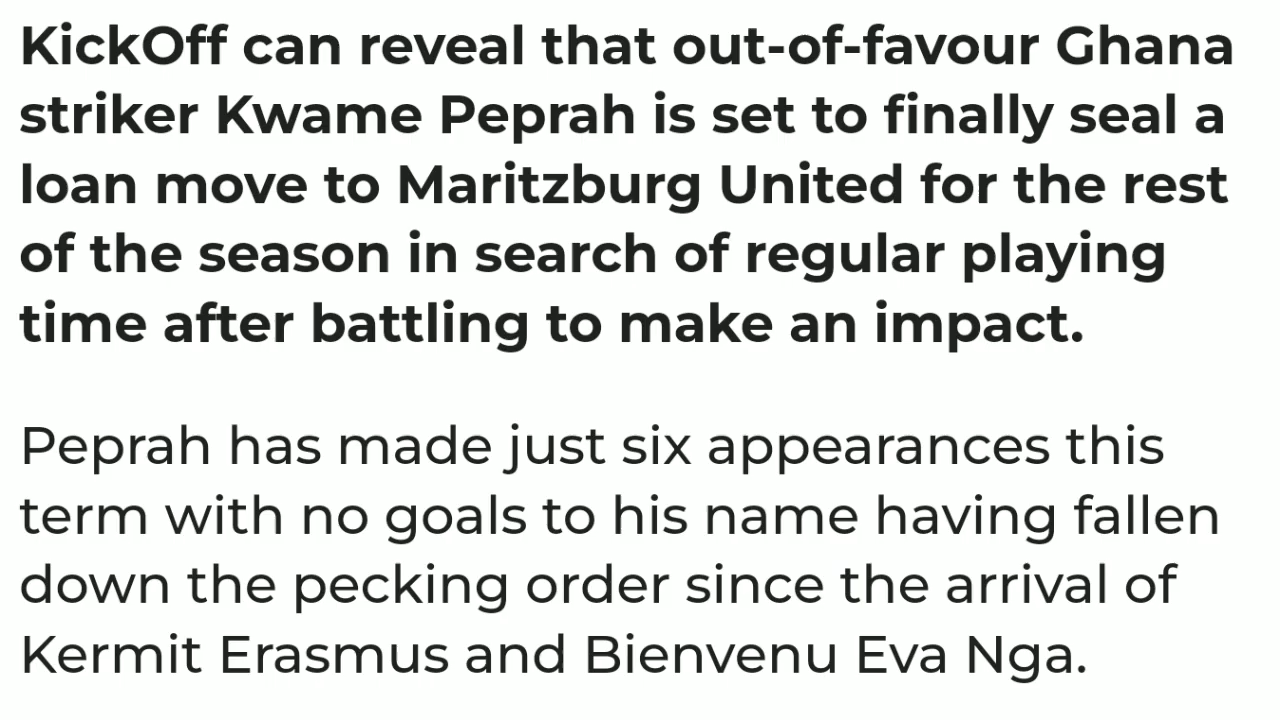 KickOff can reveal that out-of-favour Ghana
striker Kwame Peprah is set to finally seal a
loan move to Maritzburg United for the rest
of the season in search of regular playing
time after battling to make an impact.
Peprah has made just six appearances this
term with no goals to his name having fallen
down the pecking order since the arrival of
Kermit Erasmus and Bienvenu Eva Nga.